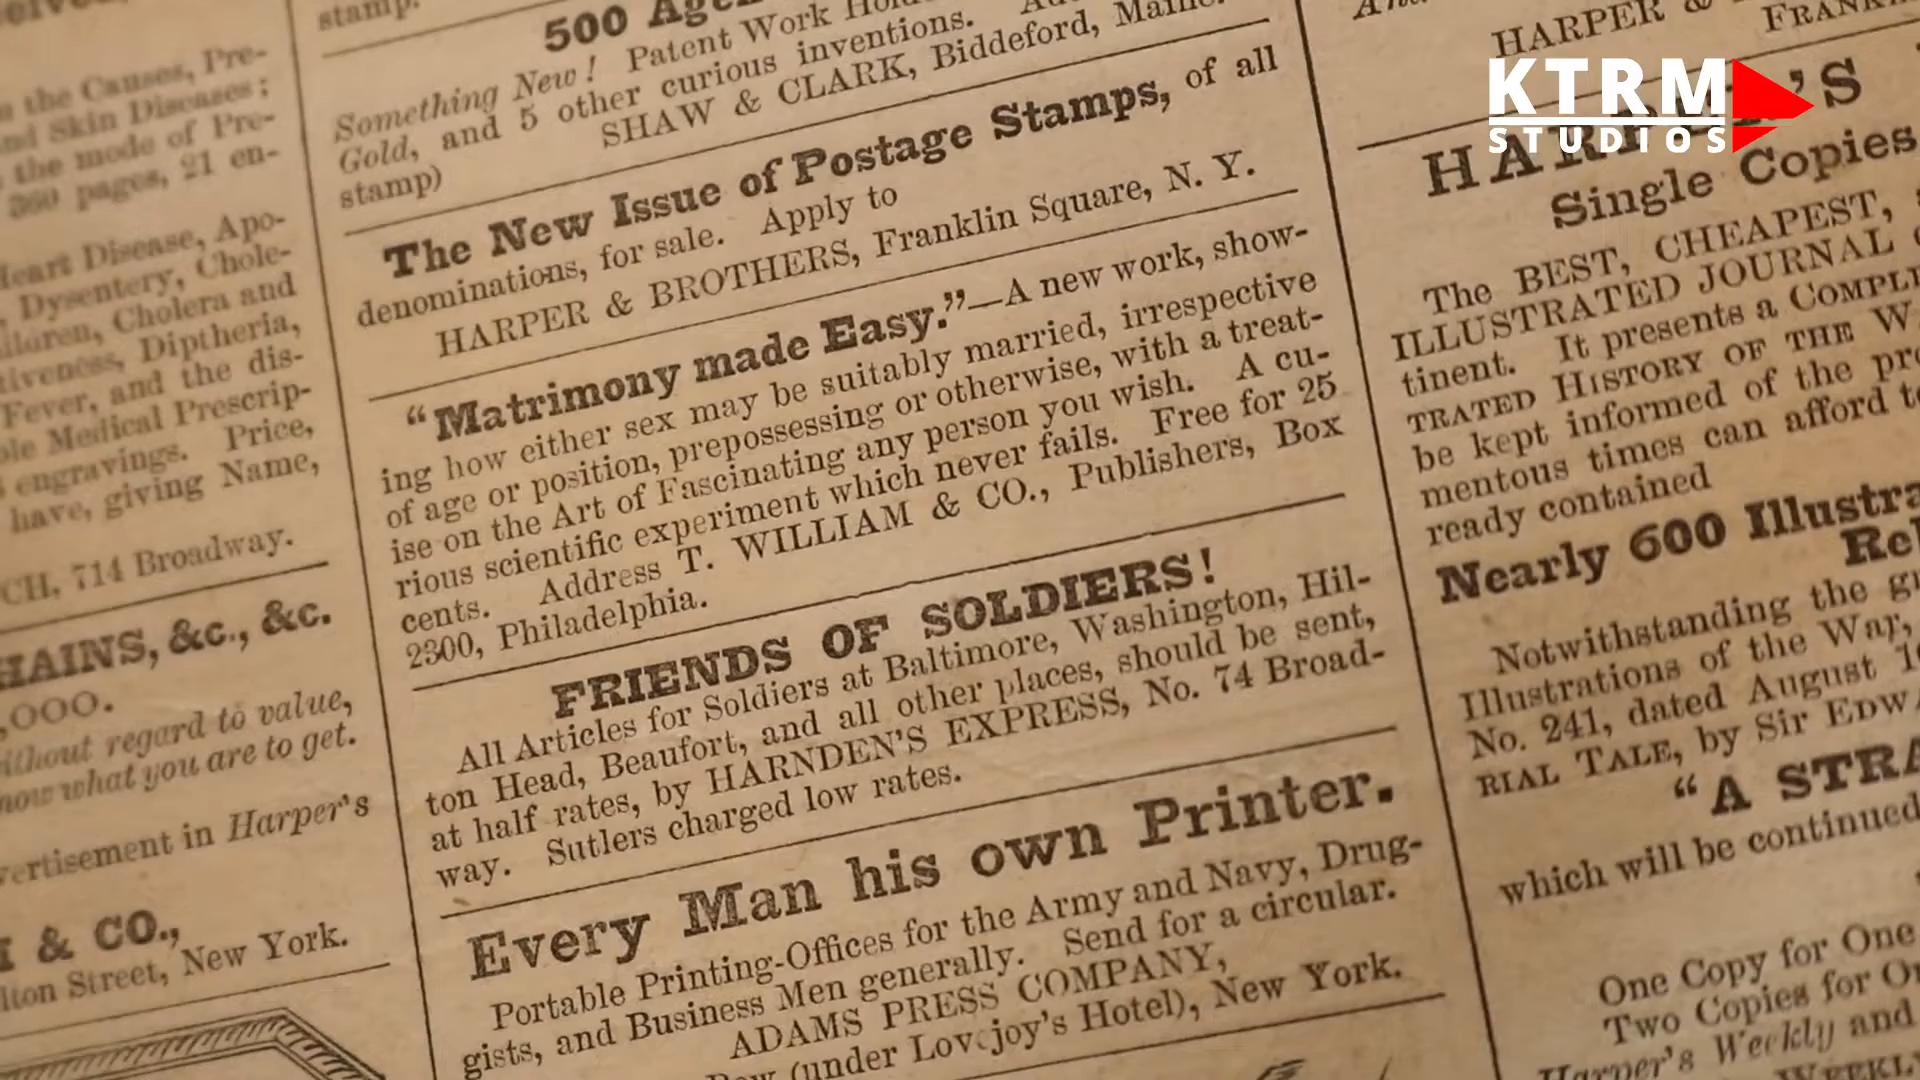 the Causes, Pre-
and Skin Diseases;
the mode of Pre-
360 pages, 21 en-
Heart Disease, Apo-
Dysentery, Chole-
Cholera and
Diptheria,
Fever, and the dis-
Medical Prescrip-
engravings. Price,
have, giving Name,
714 Broadway.
&c., &c.
,000.
without regard to value,
what you are to get.
in Harper's
& CO.,
Street, New York.
stamp.
500
Something New! Patent Work
Gold, and 5 other curious inventions.
stamp) SHAW & CLARK, Biddeford, Maine.
The New Issue of Postage Stamps, of all
denominations, for sale. Apply to
HARPER & BROTHERS, Franklin Square, N. Y.
“Matrimony made Easy.”—A new work, show-
ing how either sex may be suitably married, irrespective
of age or position, prepossessing or otherwise, with a treat-
ise on the Art of Fascinating any person you wish. A cu-
rious scientific experiment which never fails. Free for 25
cents. Address T. WILLIAM & CO., Publishers, Box
2300, Philadelphia.
FRIENDS OF SOLDIERS!
All Articles for Soldiers at Baltimore, Washington, Hil-
ton Head, Beaufort, and all other places, should be sent,
at half rates, by HARNDEN'S EXPRESS, No. 74 Broad-
way. Sutlers charged low rates.
Every Man his own Printer.
Portable Printing-Offices for the Army and Navy, Drug-
gists, and Business Men generally. Send for a circular.
ADAMS PRESS COMPANY,
(under Lovejoy's Hotel), New York.
HARPER &
KTRM
STUDIOS
HARPER'S
Single Copies
The BEST, CHEAPEST,
ILLUSTRATED JOURNAL
tinent. It presents a
TRATED HISTORY OF THE
be kept informed of the
mentous times can afford
ready contained
Nearly 600
Notwithstanding the
Illustrations of the War,
No. 241, dated August
RIAL TALE, by Sir
“A
which will be continued
One Copy for One
Two Copies for
Harper's Weekly and